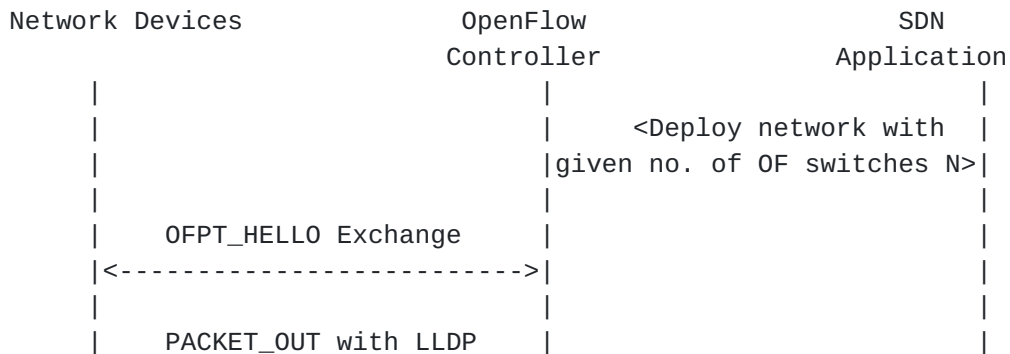 Network Devices              OpenFlow                    SDN
                            Controller               Application
     |                            |                           |
     |                            |     <Deploy network with  |
     |                            |given no. of OF switches N>|
     |                            |                           |
     |    OFPT_HELLO Exchange     |                           |
     |<-------------------------->|                           |
     |                            |                           |
     |    PACKET_OUT with LLDP    |                           |